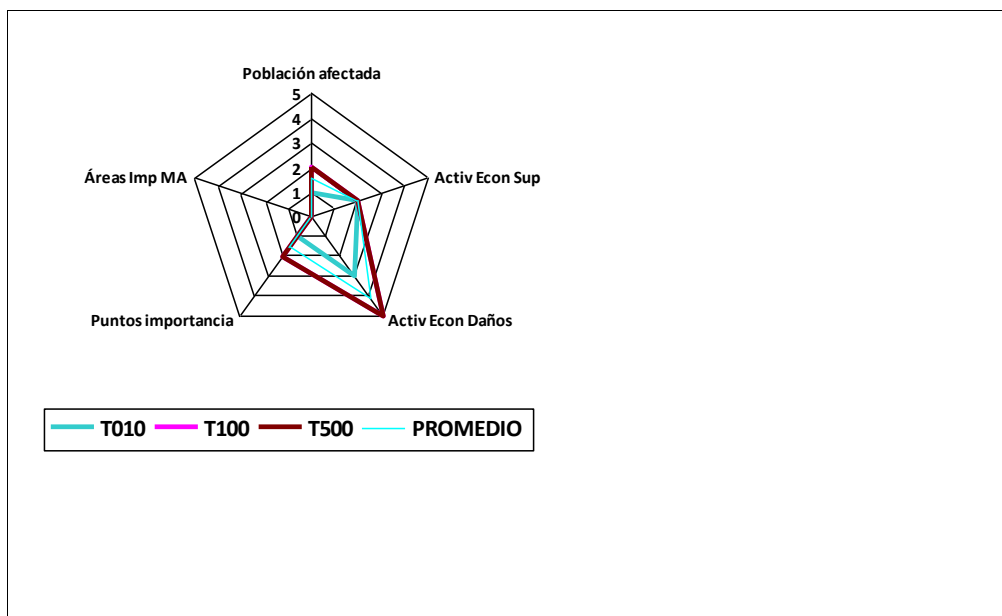 Población afectada
5
4
3
2
1
0
Áreas Imp MA
Activ Econ Sup
Puntos importancia
Activ Econ Daños
T010 T100 T500 PROMEDIO